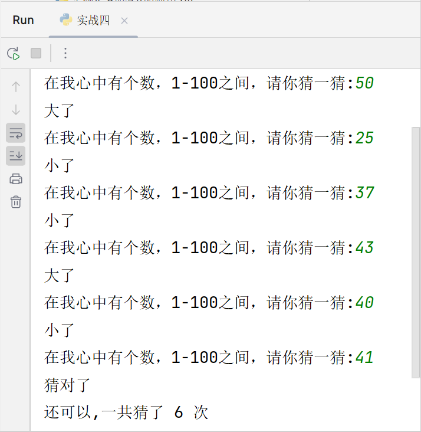 Run 实战四
在我心中有个数，1-100之间，请你猜一猜:50
大了
在我心中有个数，1-100之间，请你猜一猜:25
小了
在我心中有个数，1-100之间，请你猜一猜:37
小了
在我心中有个数，1-100之间，请你猜一猜:43
大了
在我心中有个数，1-100之间，请你猜一猜:40
小了
在我心中有个数，1-100之间，请你猜一猜:41
猜对了
还可以,一共猜了 6 次